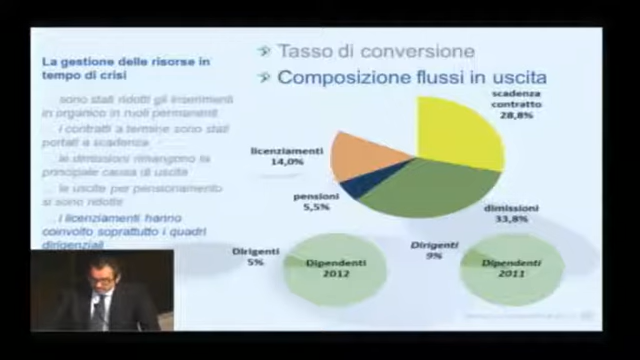 La gestione delle risorse in
tempo di crisi
... sono stati ridotti gli inserimenti
in organico in ruoli permanenti
... i contratti a termine sono stati
portati a scadenza
... le dimissioni rimangono la
principale causa di uscita
... le uscite per pensionamento
si sono ridotte
... i licenziamenti hanno
coinvolto soprattutto i quadri
dirigenziali
Tasso di conversione
Composizione flussi in uscita
scadenza
contratto
28,8%
licenziamenti
14,0%
pensioni
5,5%
dimissioni
33,8%
Dirigenti
5%
Dipendenti
2012
Dirigenti
9%
Dipendenti
2011